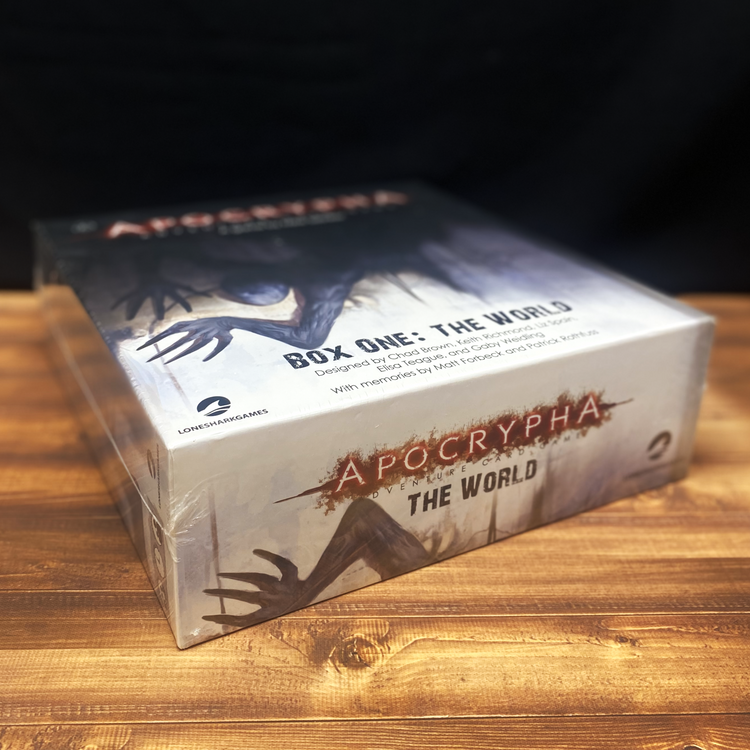 APOCRYPHA
BOX ONE: THE WORLD
Designed by Chad Brown, Keith Richmond, Liz Spain,
Elisa Teague, and Gaby Weidling
With memories by Matt Forbeck and Patrick Rothfuss
LONESHARKGAMES
APOCRYPHA
ADVENTURE CARD GAME
THE WORLD